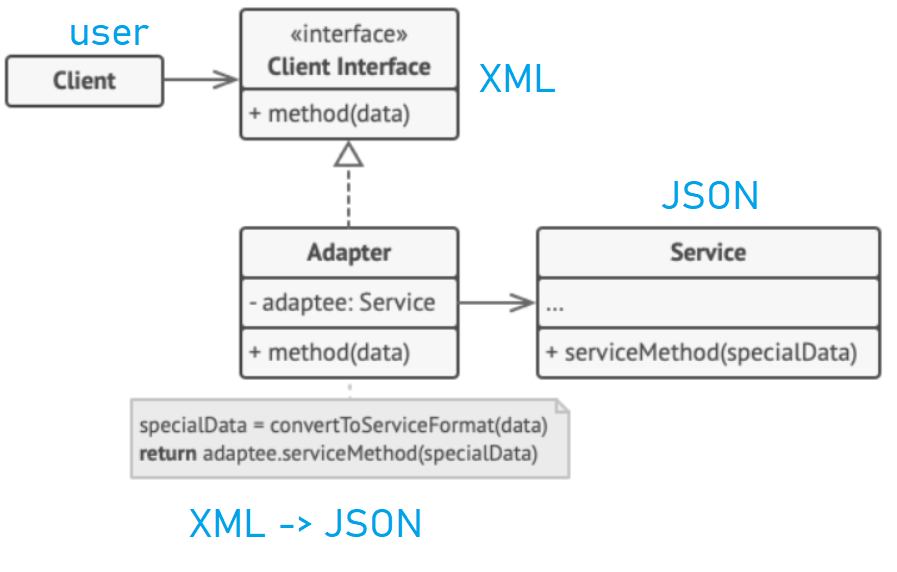 user
Client
«interface»
Client Interface
+ method(data)
XML
JSON
Adapter
- adaptee: Service
+ method(data)
Service
...
+ serviceMethod(specialData)
specialData = convertToServiceFormat(data)
return adaptee.serviceMethod(specialData)
XML -> JSON